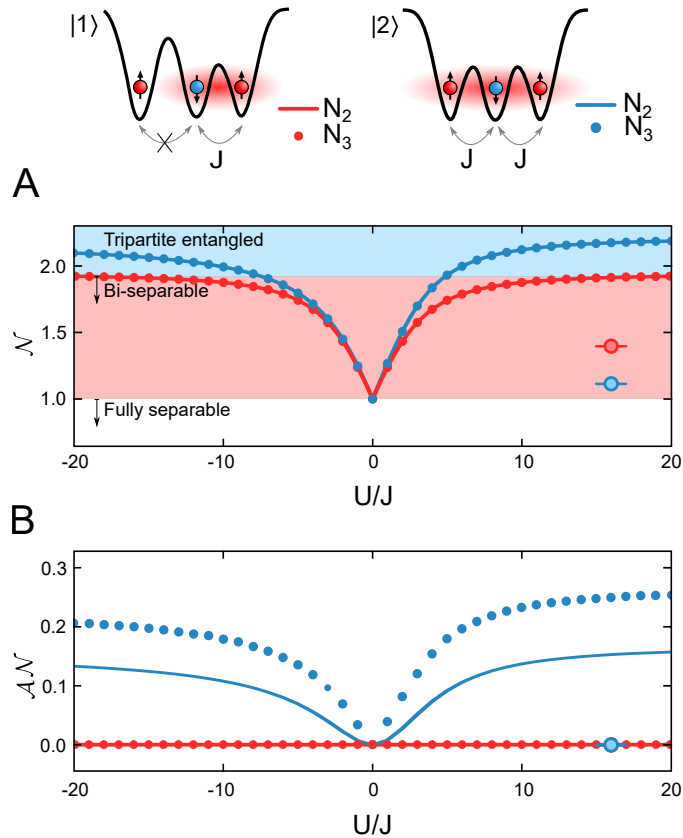 |1⟩
|2⟩
N₂
N₃
J
N₂
N₃
J J
A
Tripartite entangled
Bi-separable
Fully separable
2.0
1.5
1.0
𝒩
-20 -10 0 10 20
U/J
B
0.3
0.2
0.1
0.0
𝒜𝒩
-20 -10 0 10 20
U/J